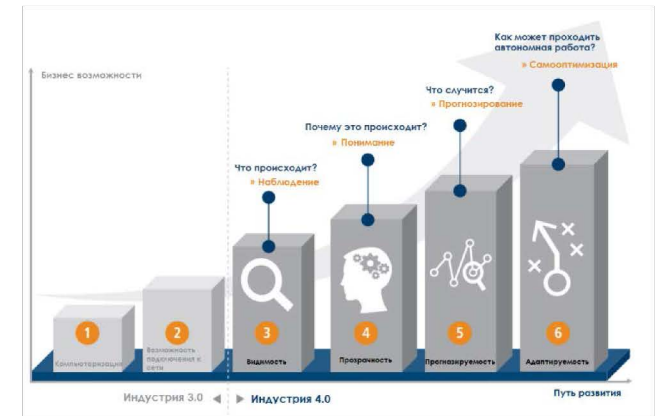 Как может проходить
автономная работа?
» Самооптимизация
Бизнес возможности
Что случится?
» Прогнозирование
Почему это происходит?
» Понимание
Что происходит?
» Наблюдение
1
2
3
4
5
6
Компьютеризация
Возможность
подключения к
сети
Видимость
Прозрачность
Прогназируемость
Адаптируемость
Индустрия 3.0
Индустрия 4.0
Путь развития